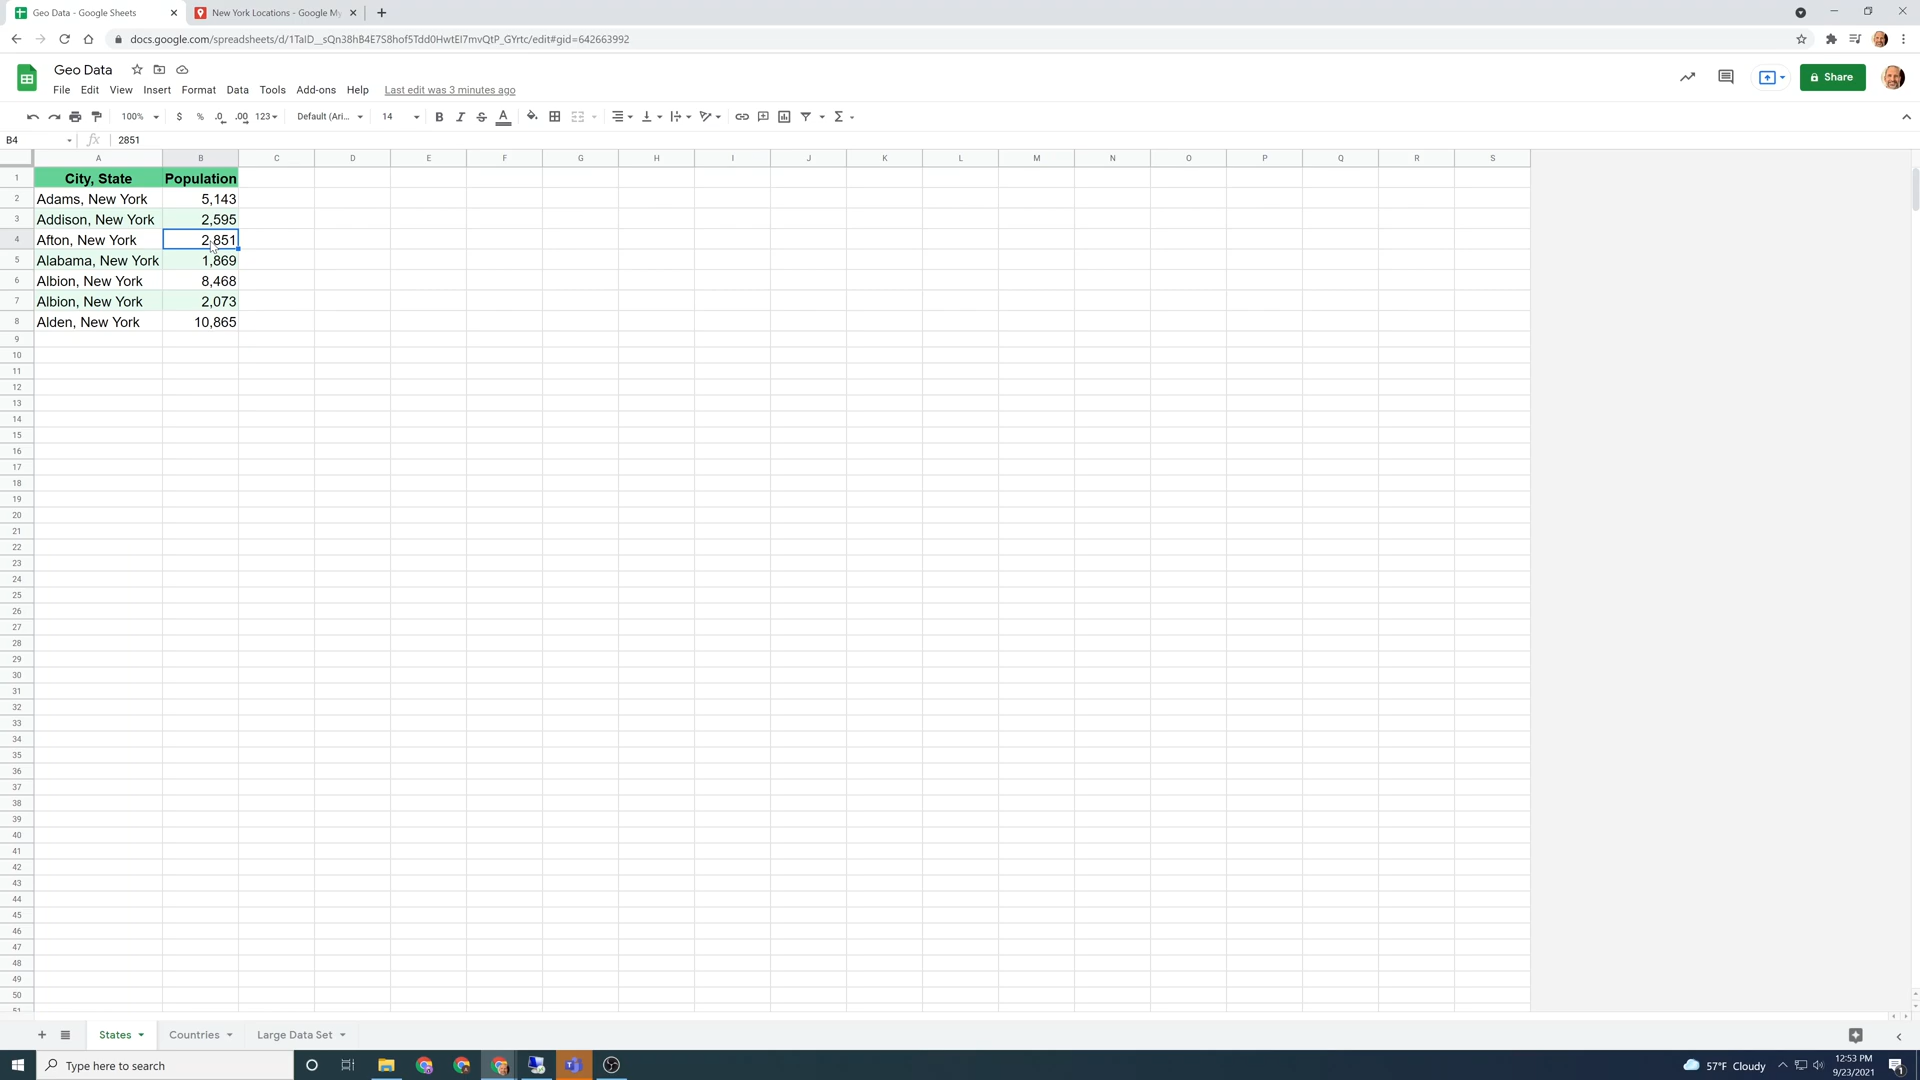 Geo Data - Google Sheets
New York Locations - Google My
docs.google.com/spreadsheets/d/1TaID__sQn38hB4E7S8hof5Tdd0HwtEI7mvQtP_GYrtc/edit#gid=642663992
Geo Data
File Edit View Insert Format Data Tools Add-ons Help Last edit was 3 minutes ago
Share
100% $ % .0 .00 123 Default (Ari... 14 B I S A Σ
B4 fx 2851
A B C D E F G H I J K L M N O P Q R S
1 City, State Population
2 Adams, New York 5,143
3 Addison, New York 2,595
4 Afton, New York 2,851
5 Alabama, New York 1,869
6 Albion, New York 8,468
7 Albion, New York 2,073
8 Alden, New York 10,865
9
10
11
12
13
14
15
16
17
18
19
20
21
22
23
24
25
26
27
28
29
30
31
32
33
34
35
36
37
38
39
40
41
42
43
44
45
46
47
48
49
50
51
+ States Countries Large Data Set
Type here to search
57°F Cloudy
12:53 PM
9/23/2021
1